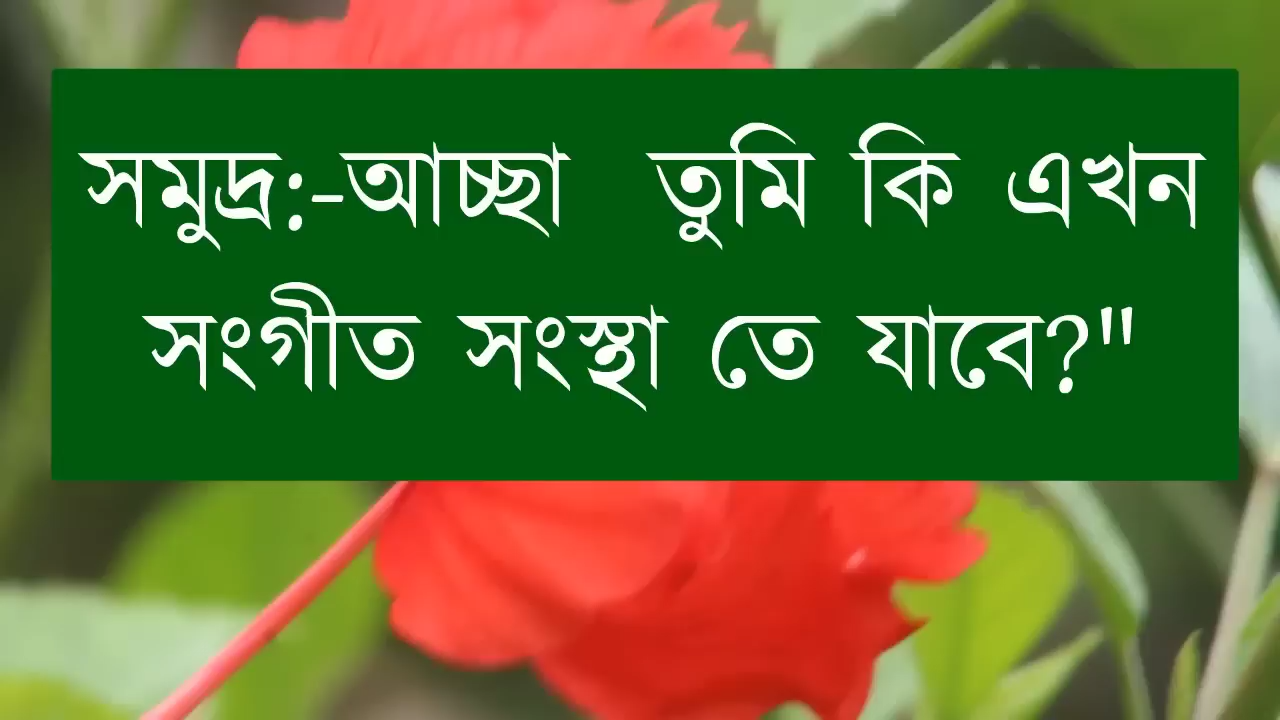 সমুদ্র:-আচ্ছা তুমি কি এখন
সংগীত সংস্থা তে যাবে?"